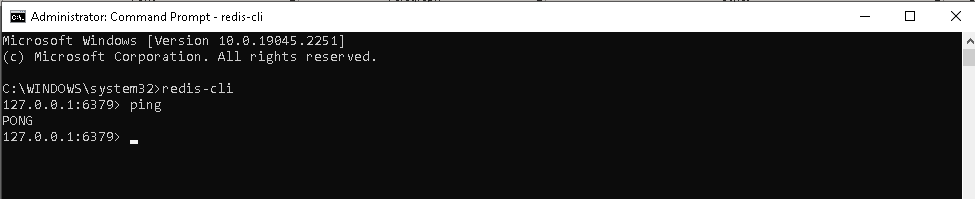 Administrator: Command Prompt - redis-cli
Microsoft Windows [Version 10.0.19045.2251]
(c) Microsoft Corporation. All rights reserved.
C:\WINDOWS\system32>redis-cli
127.0.0.1:6379> ping
PONG
127.0.0.1:6379>